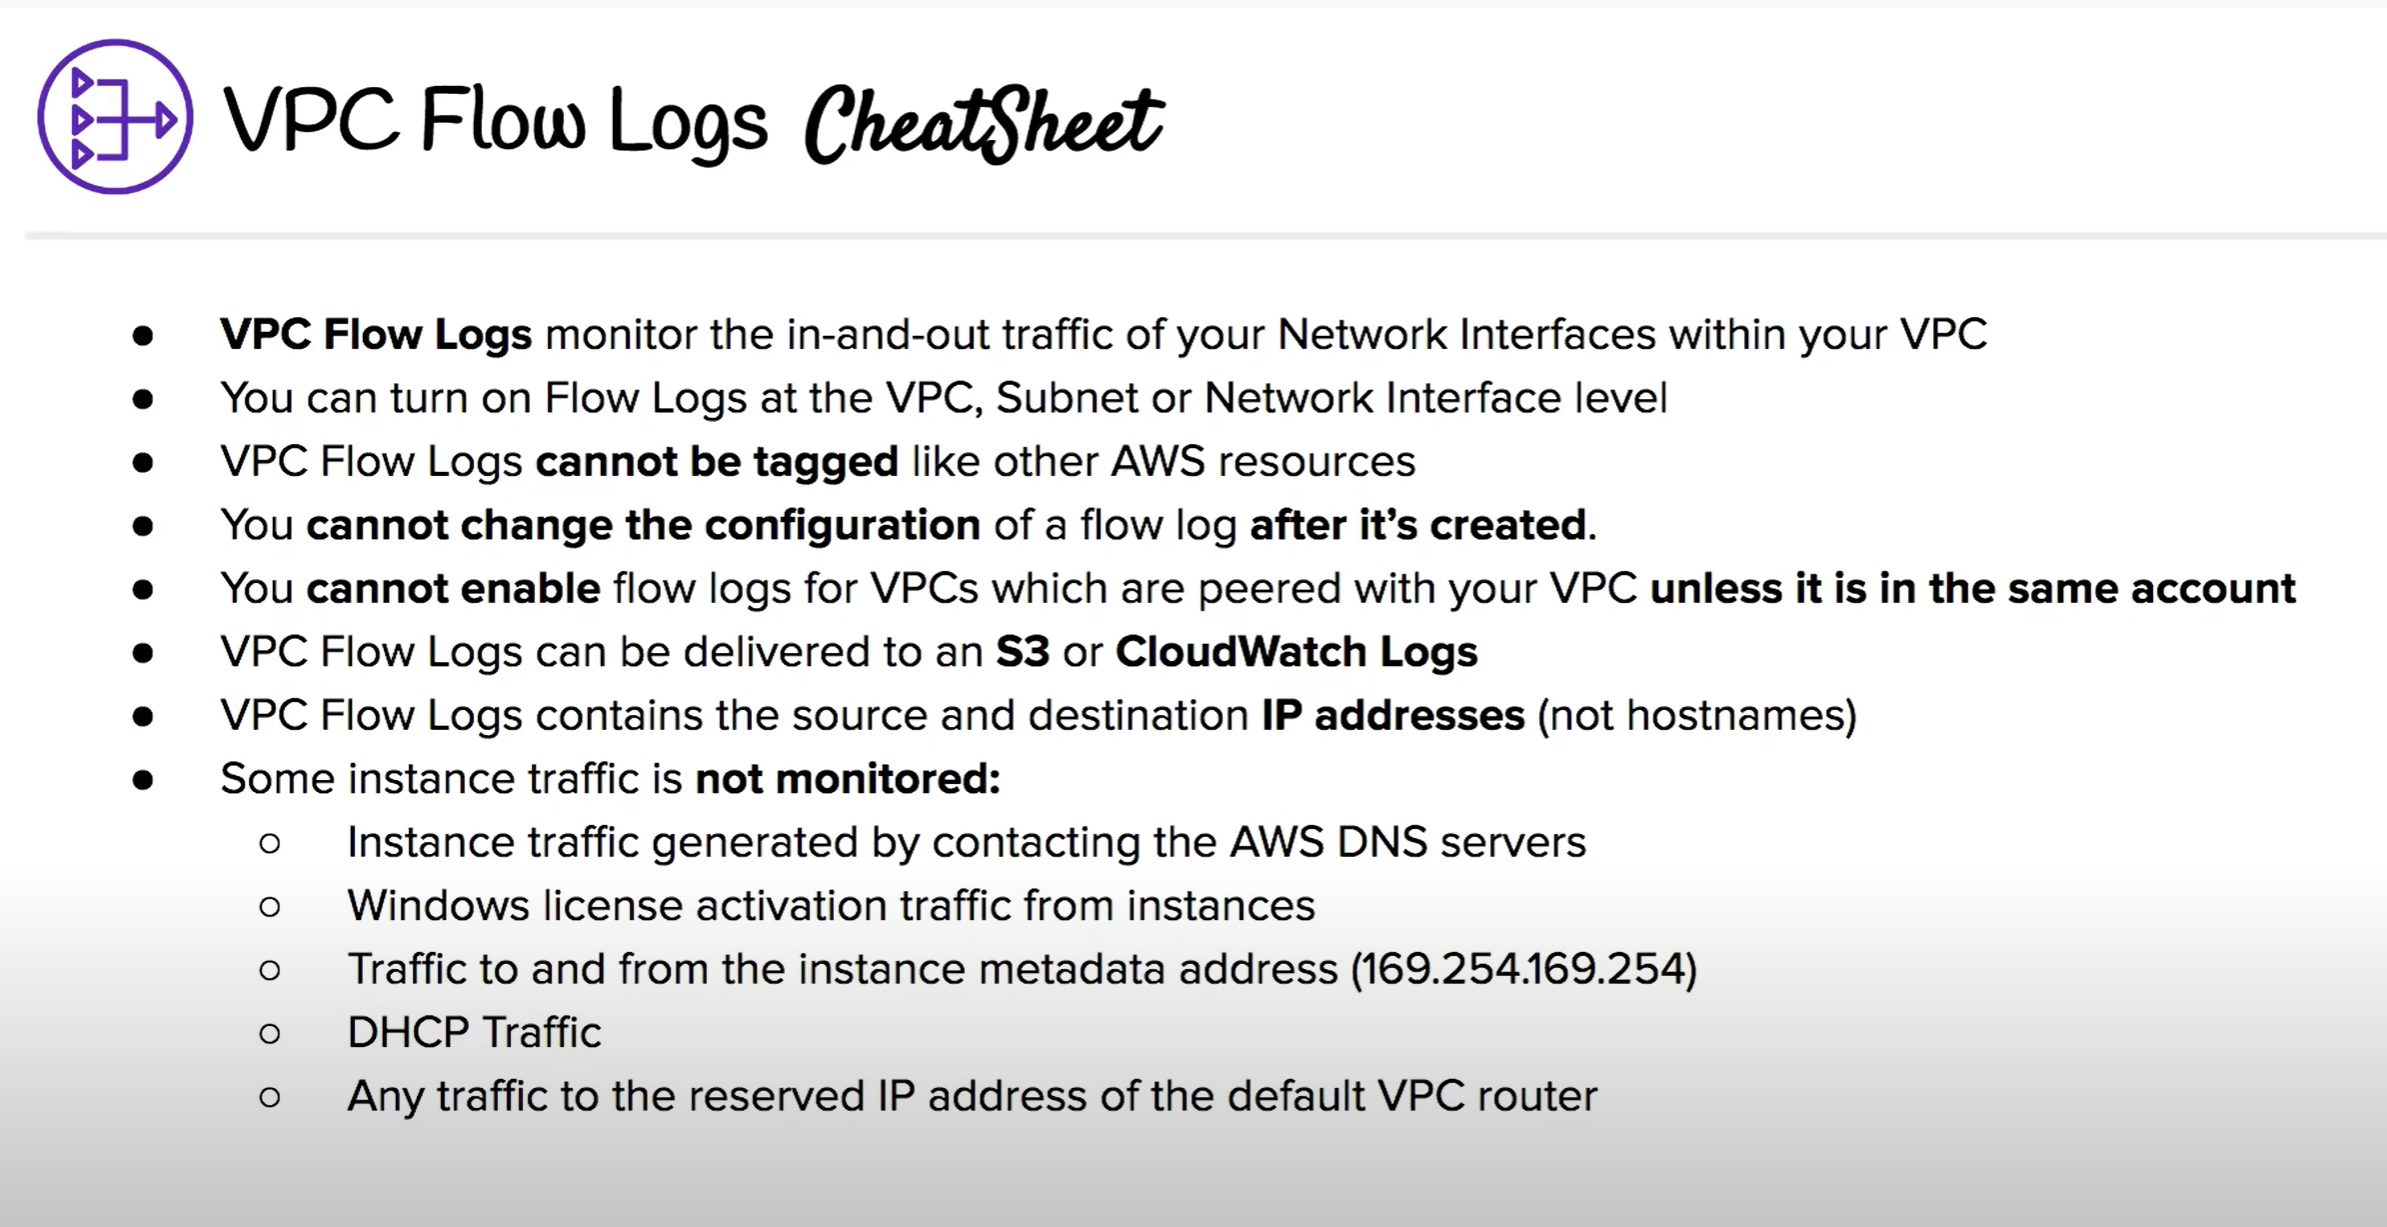 VPC Flow Logs CheatSheet
● VPC Flow Logs monitor the in-and-out traffic of your Network Interfaces within your VPC
● You can turn on Flow Logs at the VPC, Subnet or Network Interface level
● VPC Flow Logs cannot be tagged like other AWS resources
● You cannot change the configuration of a flow log after it’s created.
● You cannot enable flow logs for VPCs which are peered with your VPC unless it is in the same account
● VPC Flow Logs can be delivered to an S3 or CloudWatch Logs
● VPC Flow Logs contains the source and destination IP addresses (not hostnames)
● Some instance traffic is not monitored:
○ Instance traffic generated by contacting the AWS DNS servers
○ Windows license activation traffic from instances
○ Traffic to and from the instance metadata address (169.254.169.254)
○ DHCP Traffic
○ Any traffic to the reserved IP address of the default VPC router